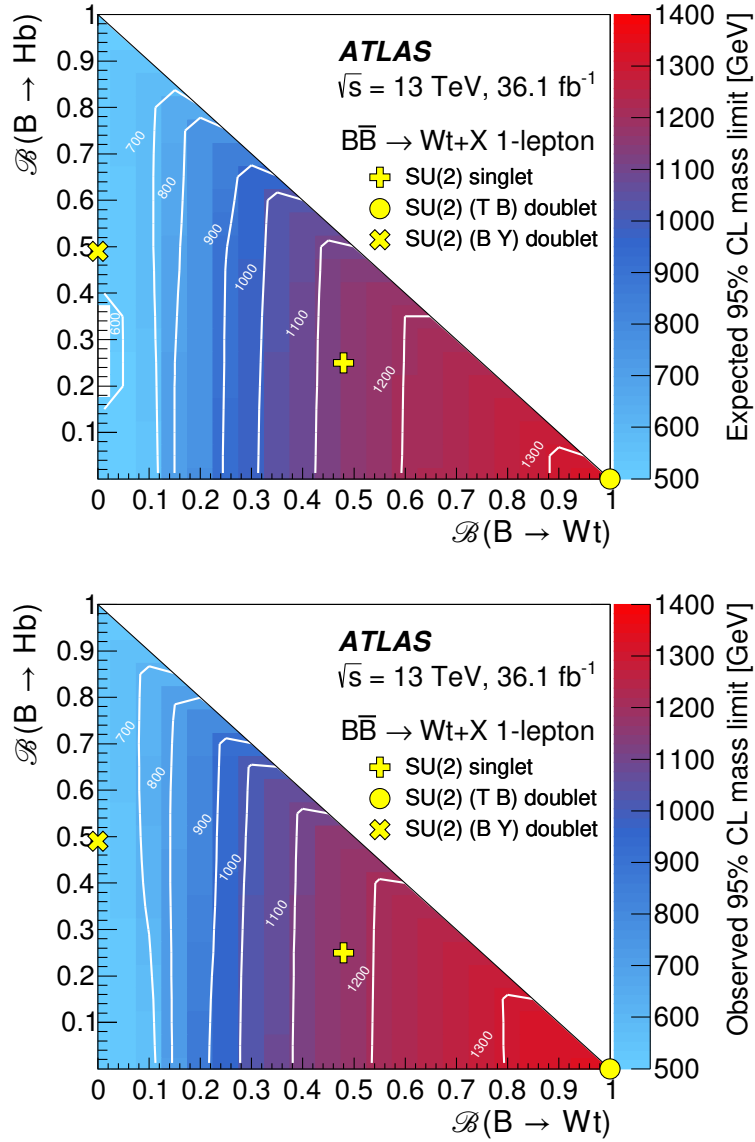 ATLAS
√s = 13 TeV, 36.1 fb⁻¹
BB̅ → Wt+X 1-lepton
SU(2) singlet
SU(2) (T B) doublet
SU(2) (B Y) doublet
ℬ(B → Hb)
1
0.9
0.8
0.7
0.6
0.5
0.4
0.3
0.2
0.1
700
800
900
1000
1100
1200
1300
600
0 0.1 0.2 0.3 0.4 0.5 0.6 0.7 0.8 0.9 1
ℬ(B → Wt)
1400
1300
1200
1100
1000
900
800
700
600
500
Expected 95% CL mass limit [GeV]
ATLAS
√s = 13 TeV, 36.1 fb⁻¹
BB̅ → Wt+X 1-lepton
SU(2) singlet
SU(2) (T B) doublet
SU(2) (B Y) doublet
ℬ(B → Hb)
1
0.9
0.8
0.7
0.6
0.5
0.4
0.3
0.2
0.1
700
800
900
1000
1100
1200
1300
0 0.1 0.2 0.3 0.4 0.5 0.6 0.7 0.8 0.9 1
ℬ(B → Wt)
1400
1300
1200
1100
1000
900
800
700
600
500
Observed 95% CL mass limit [GeV]